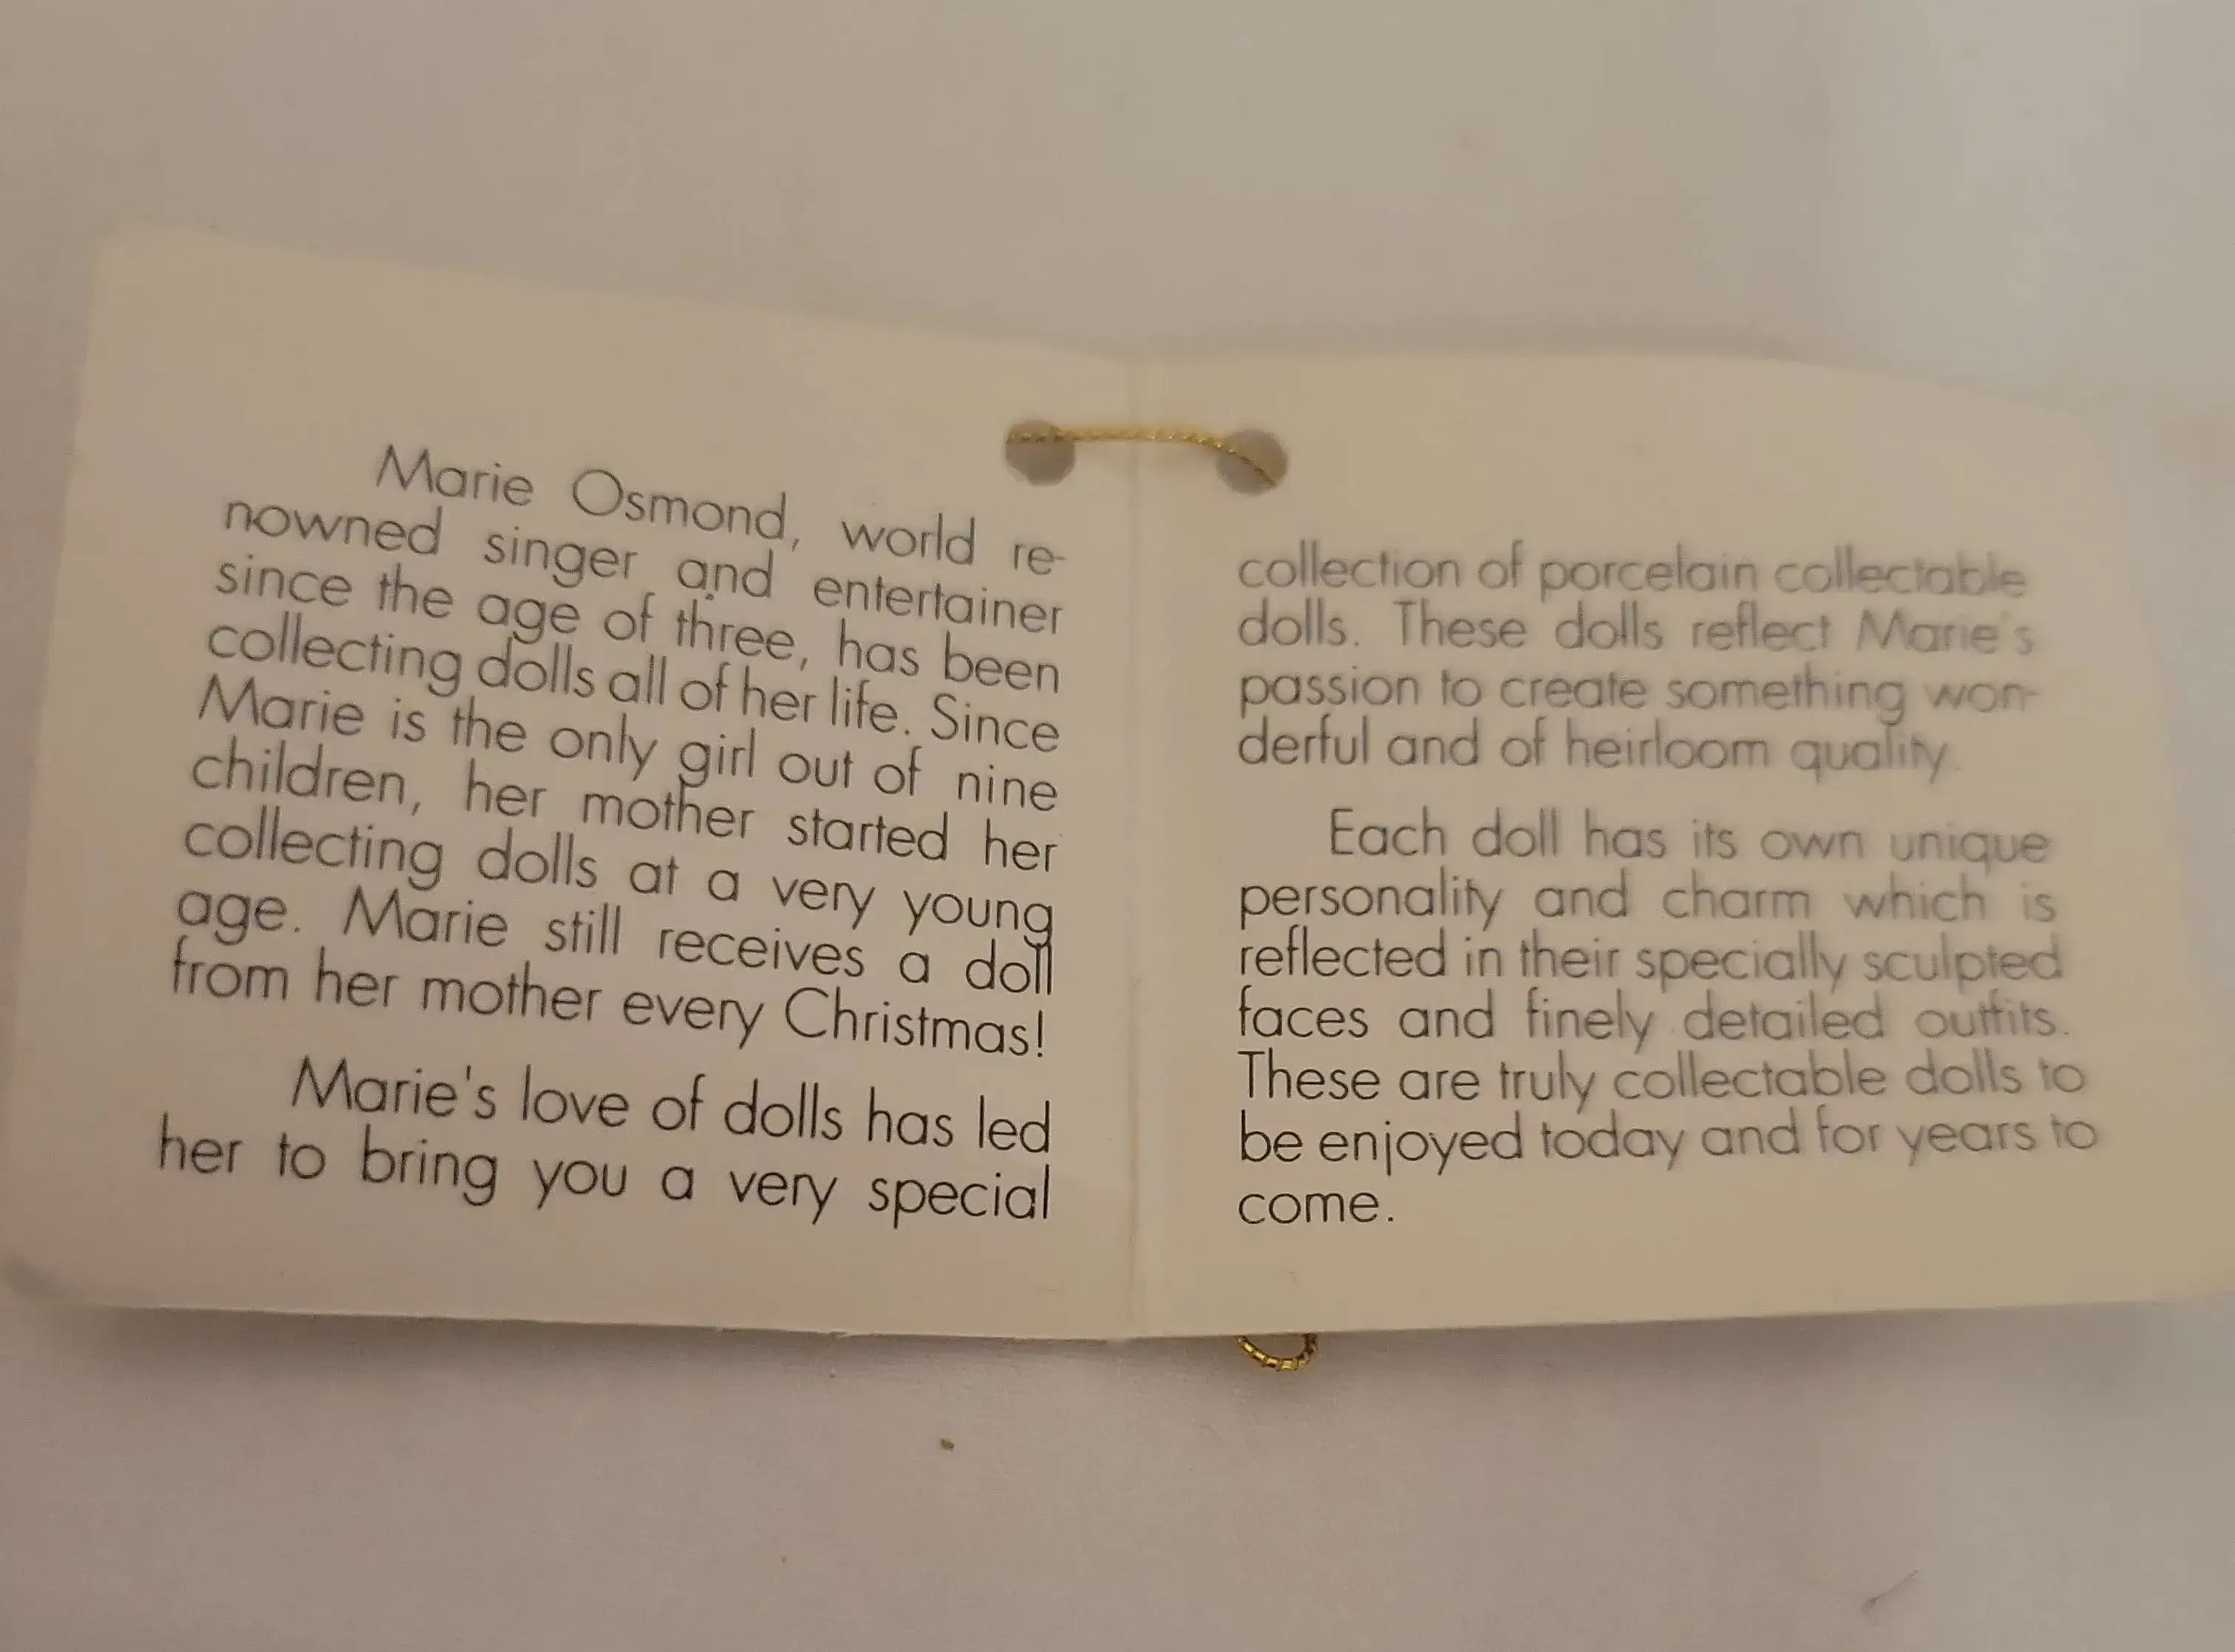 Marie Osmond, world re-
nowned singer and entertainer
since the age of three, has been
collecting dolls all of her life. Since
Marie is the only girl out of nine
children, her mother started her
collecting dolls at a very young
age. Marie still receives a doll
from her mother every Christmas!
Marie's love of dolls has led
her to bring you a very special
collection of porcelain collectable
dolls. These dolls reflect Marie's
passion to create something won-
derful and of heirloom quality.
Each doll has its own unique
personality and charm which is
reflected in their specially sculpted
faces and finely detailed outfits.
These are truly collectable dolls to
be enjoyed today and for years to
come.